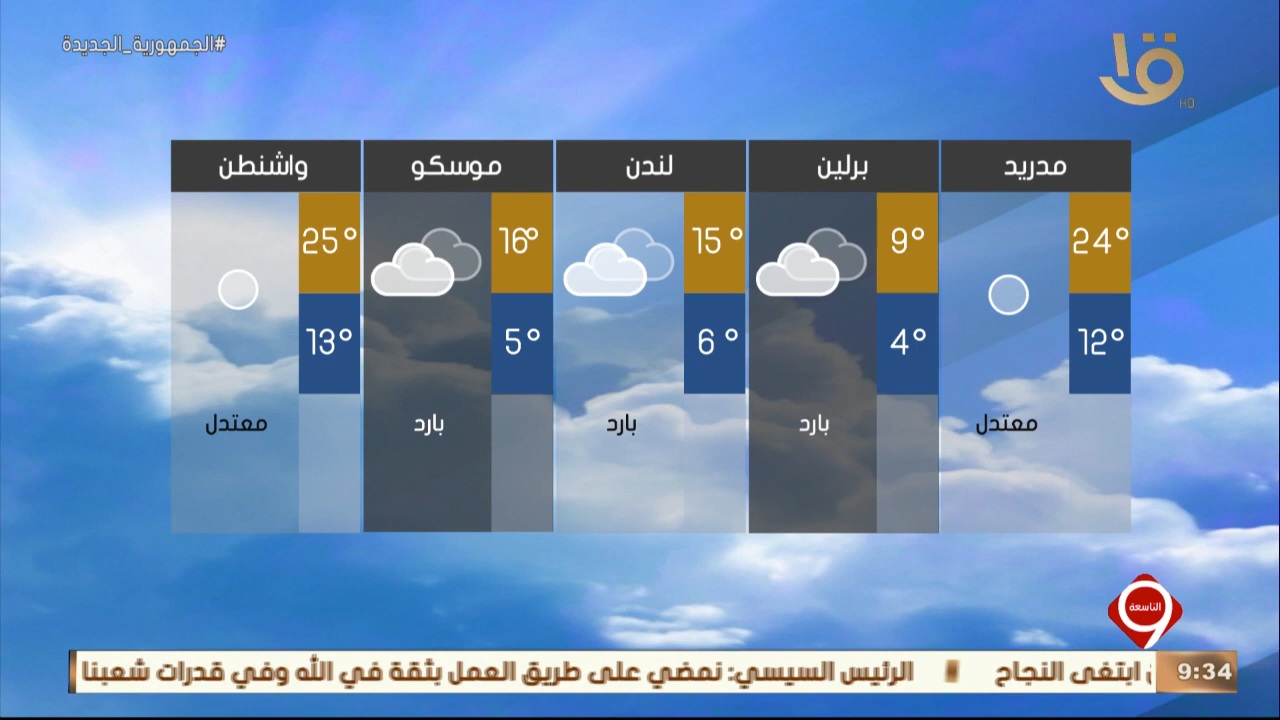 #الجمهورية_الجديدة
HD
مدريد
24°
12°
معتدل
برلين
9°
4°
بارد
لندن
15°
6°
بارد
موسكو
16°
5°
بارد
واشنطن
25°
13°
معتدل
التاسعة
9
9:34
ابتغى النجاح
الرئيس السيسي: نمضي على طريق العمل بثقة في الله وفي قدرات شعبنا